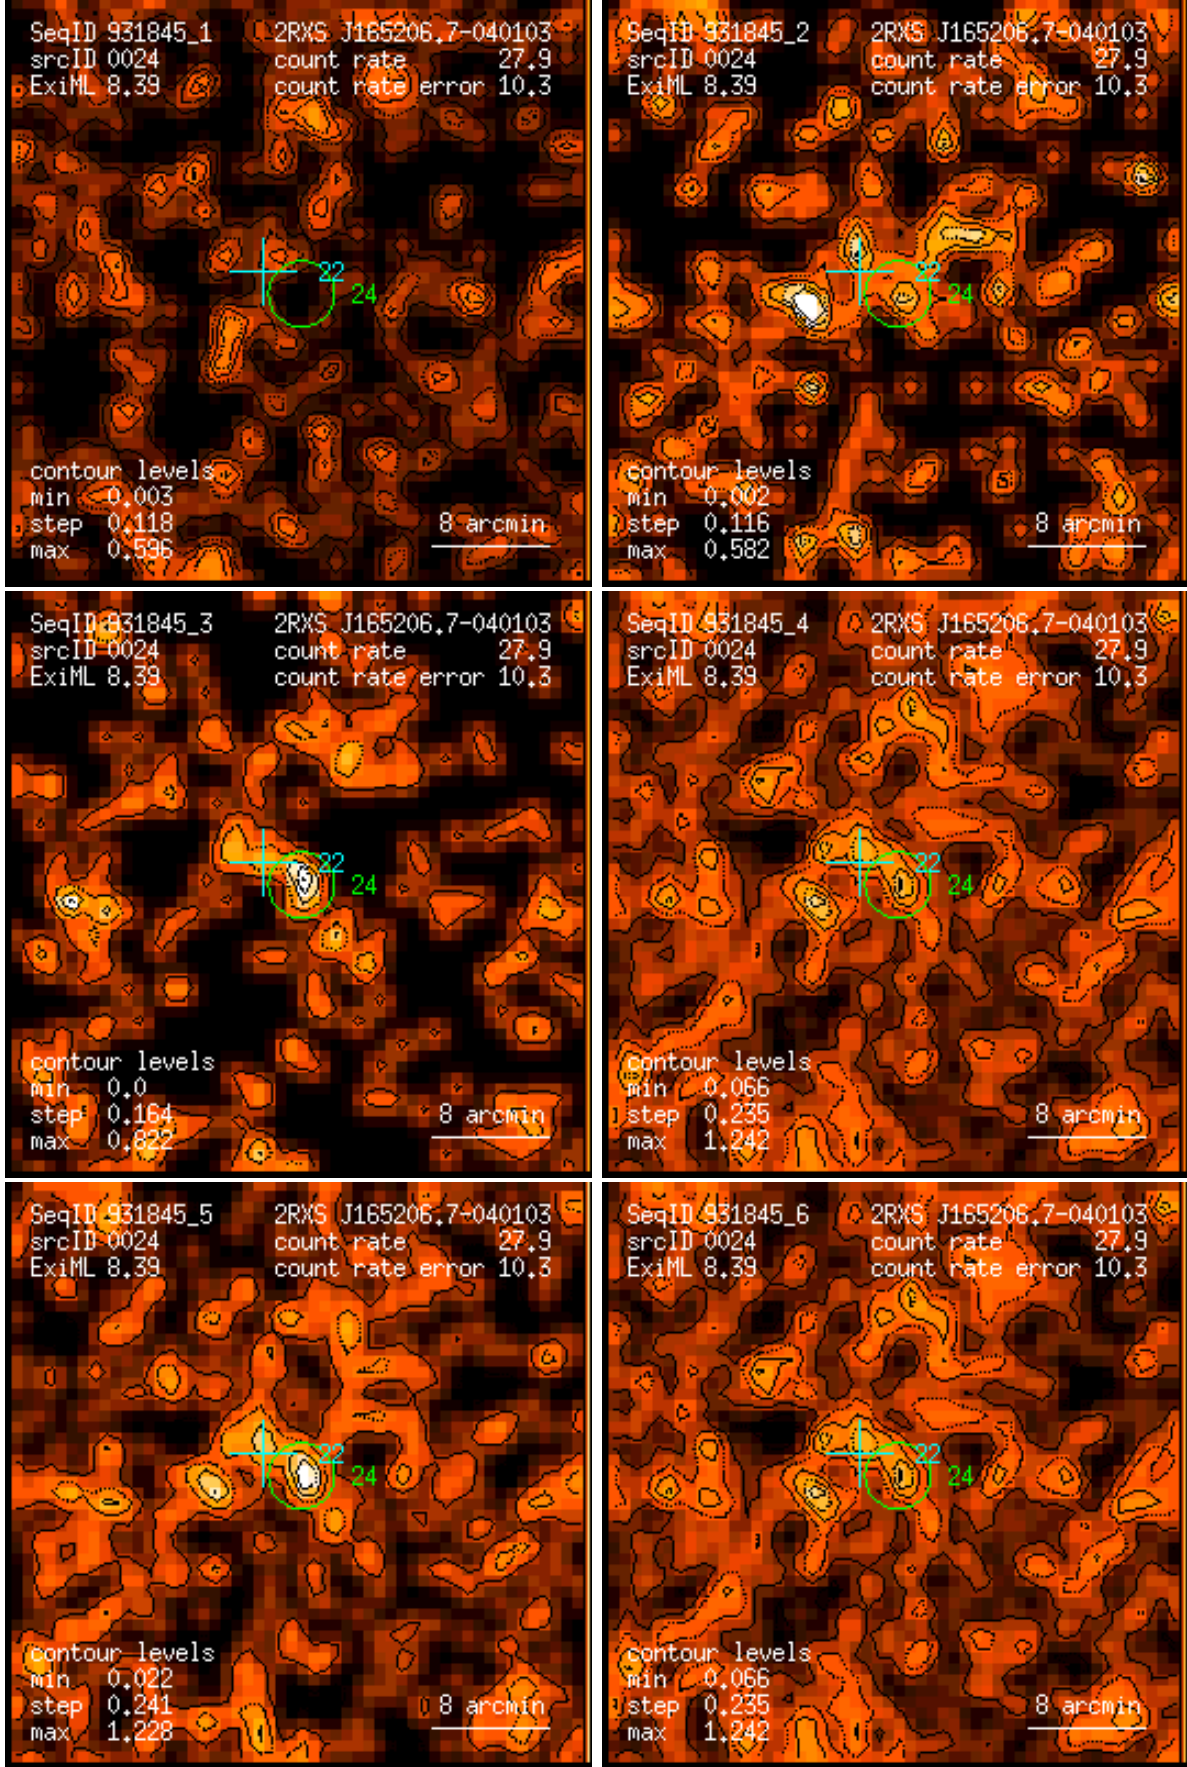 SeqID 931845_1 2RXS J165206.7-040103
srcID 0024 count rate 27.9
ExiML 8.39 count rate error 10.3
22
24
contour levels
min 0.003
step 0.118 8 arcmin
max 0.596
SeqID 931845_2 2RXS J165206.7-040103
srcID 0024 count rate 27.9
ExiML 8.39 count rate error 10.3
22
24
contour levels
min 0.002
step 0.116 8 arcmin
max 0.582
SeqID 931845_3 2RXS J165206.7-040103
srcID 0024 count rate 27.9
ExiML 8.39 count rate error 10.3
22
24
contour levels
min 0.0
step 0.164 8 arcmin
max 0.822
SeqID 931845_4 2RXS J165206.7-040103
srcID 0024 count rate 27.9
ExiML 8.39 count rate error 10.3
22
24
contour levels
min 0.066
step 0.235 8 arcmin
max 1.242
SeqID 931845_5 2RXS J165206.7-040103
srcID 0024 count rate 27.9
ExiML 8.39 count rate error 10.3
22
24
contour levels
min 0.022
step 0.241 8 arcmin
max 1.228
SeqID 931845_6 2RXS J165206.7-040103
srcID 0024 count rate 27.9
ExiML 8.39 count rate error 10.3
22
24
contour levels
min 0.066
step 0.235 8 arcmin
max 1.242